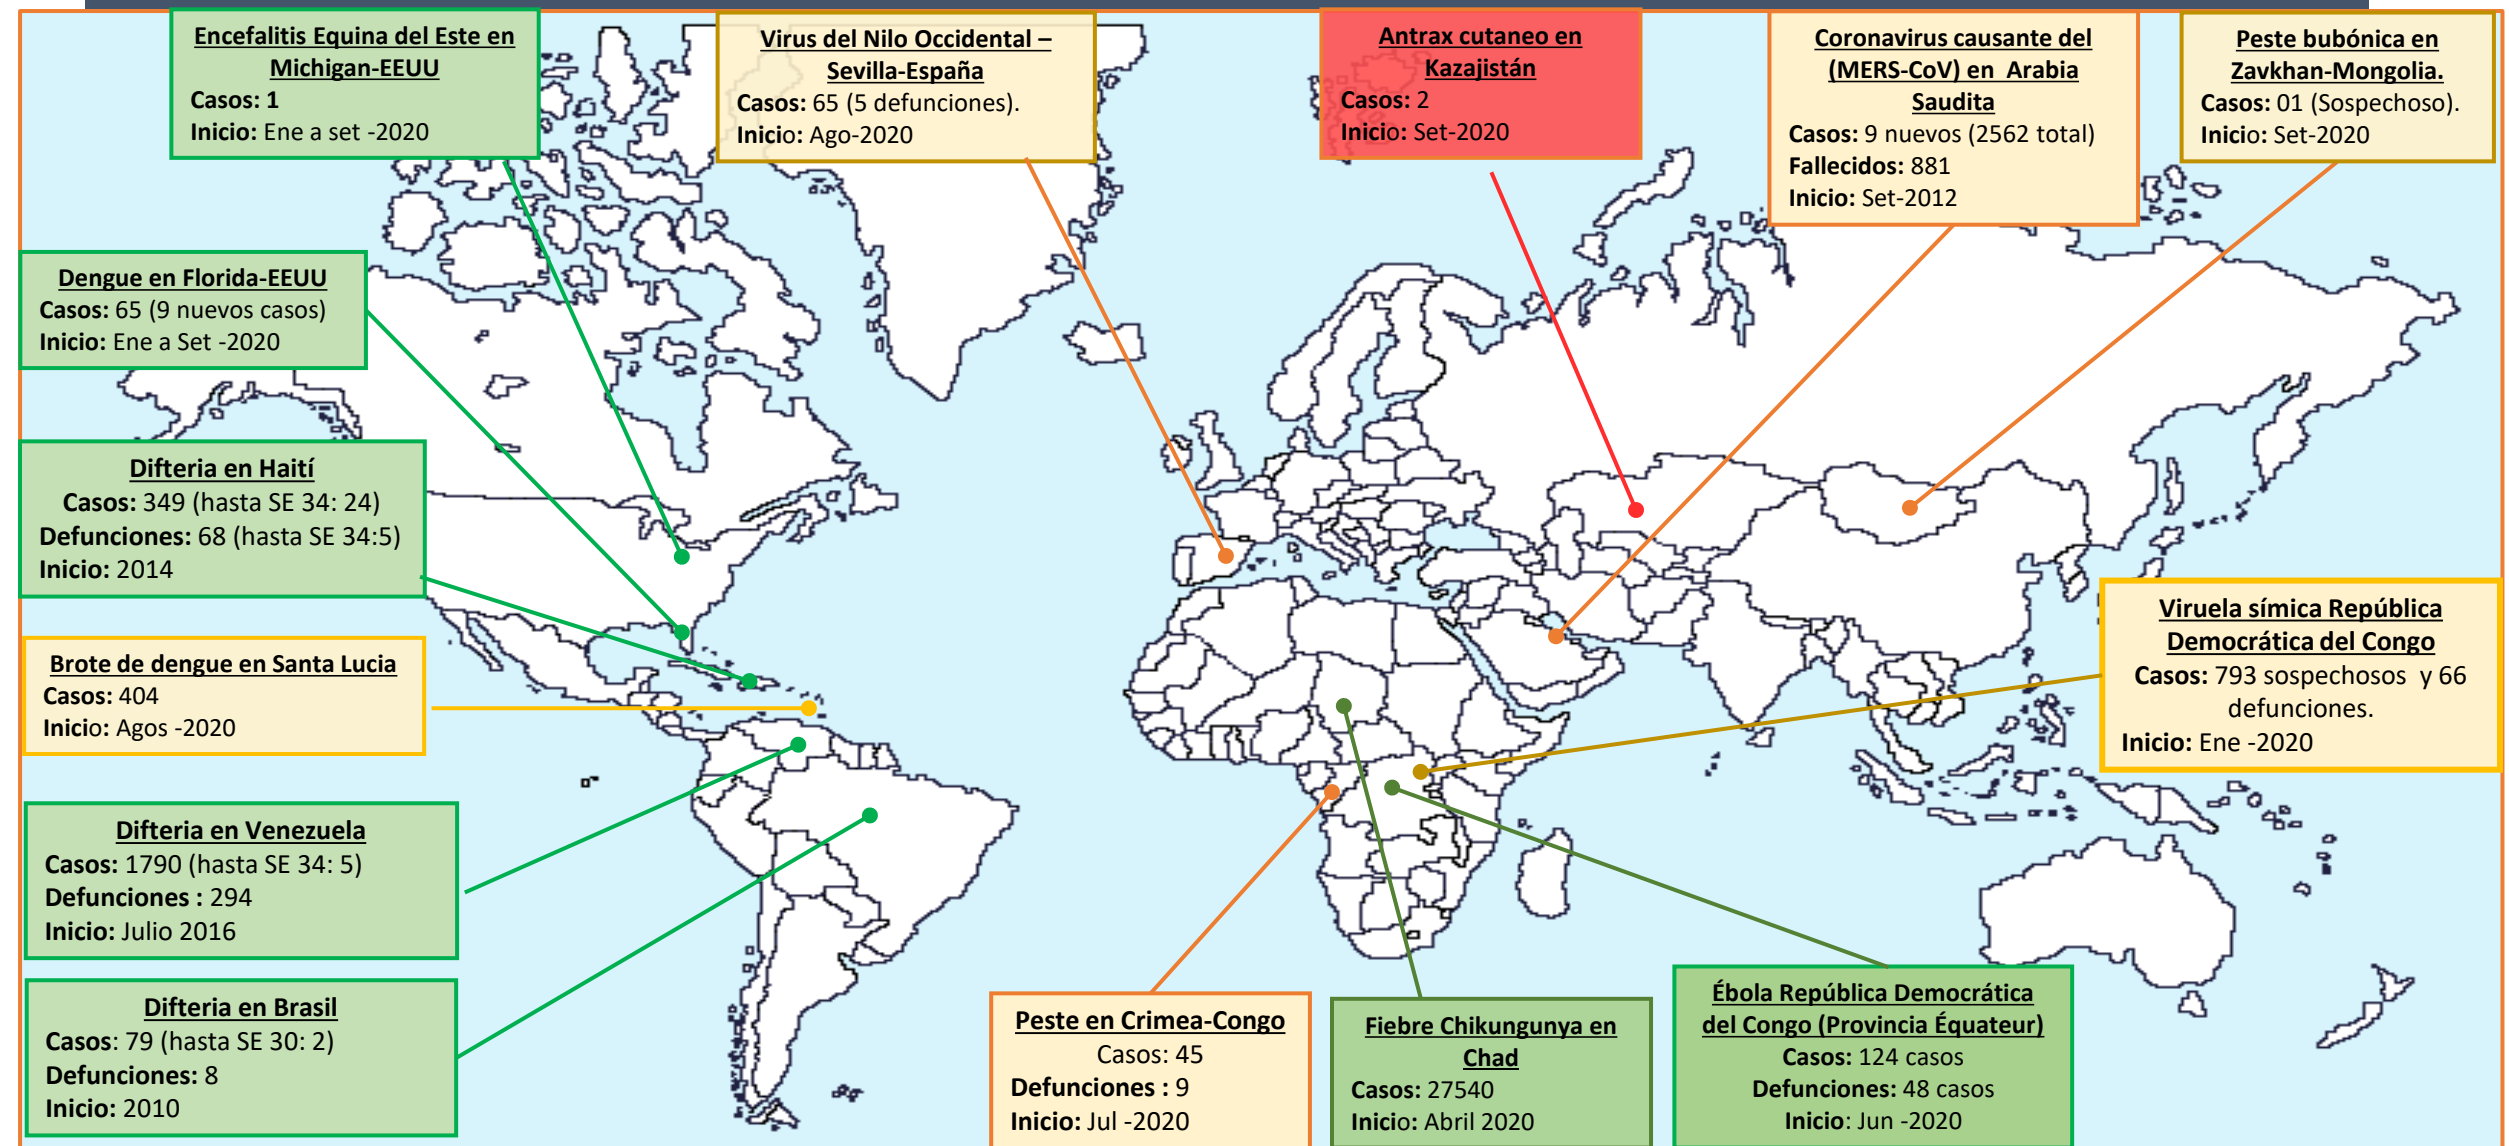 Encefalitis Equina del Este en
Michigan-EEUU
Casos: 1
Inicio: Ene a set -2020
Virus del Nilo Occidental –
Sevilla-España
Casos: 65 (5 defunciones).
Inicio: Ago-2020
Antrax cutaneo en
Kazajistán
Casos: 2
Inicio: Set-2020
Coronavirus causante del
(MERS-CoV) en Arabia
Saudita
Casos: 9 nuevos (2562 total)
Fallecidos: 881
Inicio: Set-2012
Peste bubónica en
Zavkhan-Mongolia.
Casos: 01 (Sospechoso).
Inicio: Set-2020
Dengue en Florida-EEUU
Casos: 65 (9 nuevos casos)
Inicio: Ene a Set -2020
Difteria en Haití
Casos: 349 (hasta SE 34: 24)
Defunciones: 68 (hasta SE 34:5)
Inicio: 2014
Brote de dengue en Santa Lucia
Casos: 404
Inicio: Agos -2020
Viruela símica República
Democrática del Congo
Casos: 793 sospechosos y 66
defunciones.
Inicio: Ene -2020
Difteria en Venezuela
Casos: 1790 (hasta SE 34: 5)
Defunciones : 294
Inicio: Julio 2016
Difteria en Brasil
Casos: 79 (hasta SE 30: 2)
Defunciones: 8
Inicio: 2010
Peste en Crimea-Congo
Casos: 45
Defunciones : 9
Inicio: Jul -2020
Fiebre Chikungunya en
Chad
Casos: 27540
Inicio: Abril 2020
Ébola República Democrática
del Congo (Provincia Équateur)
Casos: 124 casos
Defunciones: 48 casos
Inicio: Jun -2020